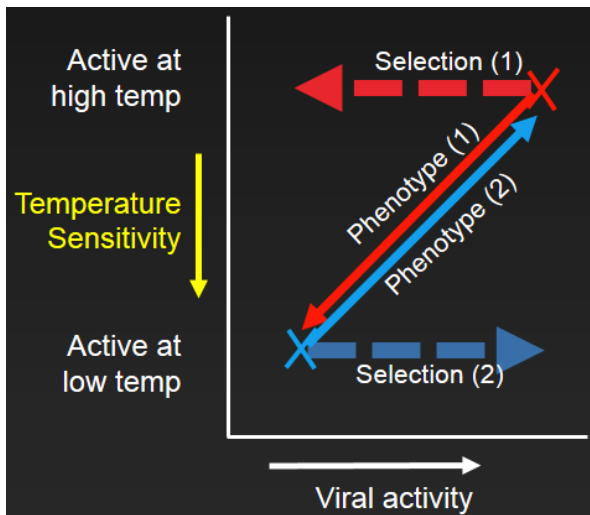 Active at
high temp
Selection (1)
Phenotype (1)
Phenotype (2)
Temperature
Sensitivity
Active at
low temp
Selection (2)
Viral activity